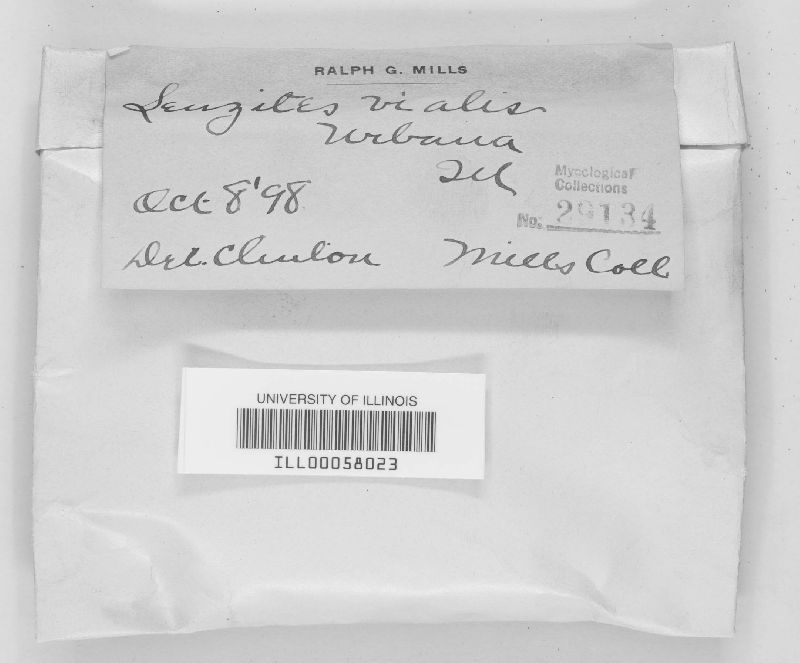 RALPH G. MILLS
Lenzites vialis
Urbana
Ill
Mycological
Collections
Oct 8 '98
No. 29134
Det. Clinton Mills Coll
UNIVERSITY OF ILLINOIS
ILL00058023